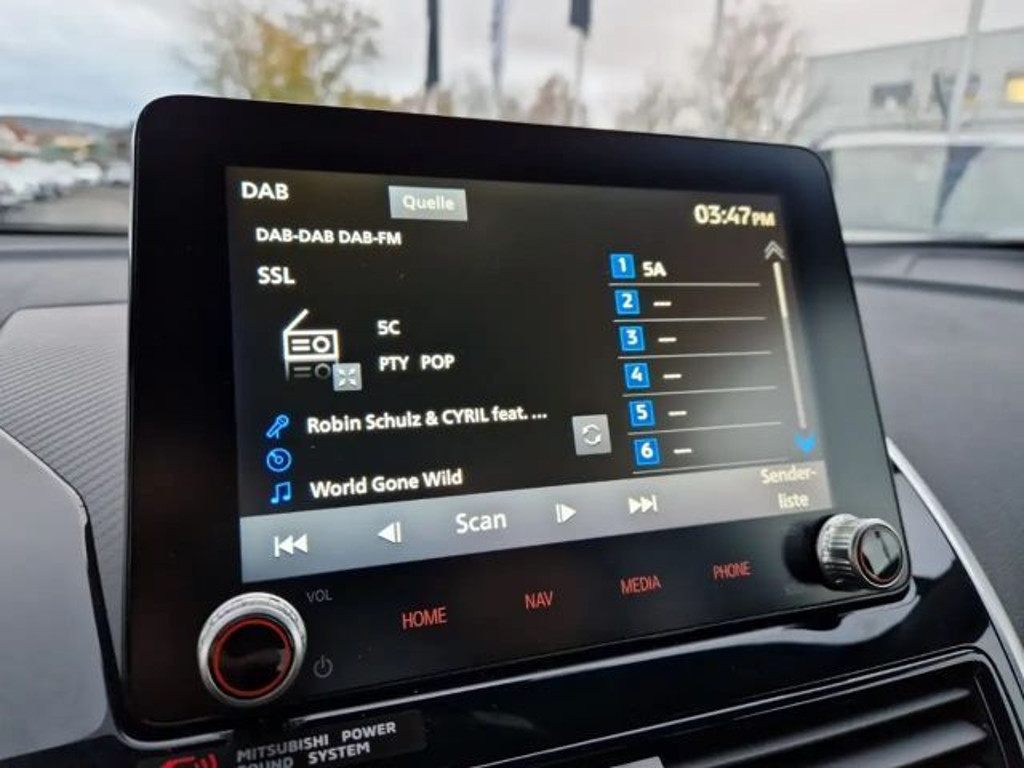 DAB
Quelle
03:47PM
DAB-DAB DAB-FM
SSL
1 5A
2 ---
5C
3 ---
PTY POP
4 ---
Robin Schulz & CYRIL feat. ...
5 ---
6 ---
World Gone Wild
Scan
Sender-
liste
VOL
HOME
NAV
MEDIA
PHONE
MITSUBISHI POWER
SOUND SYSTEM